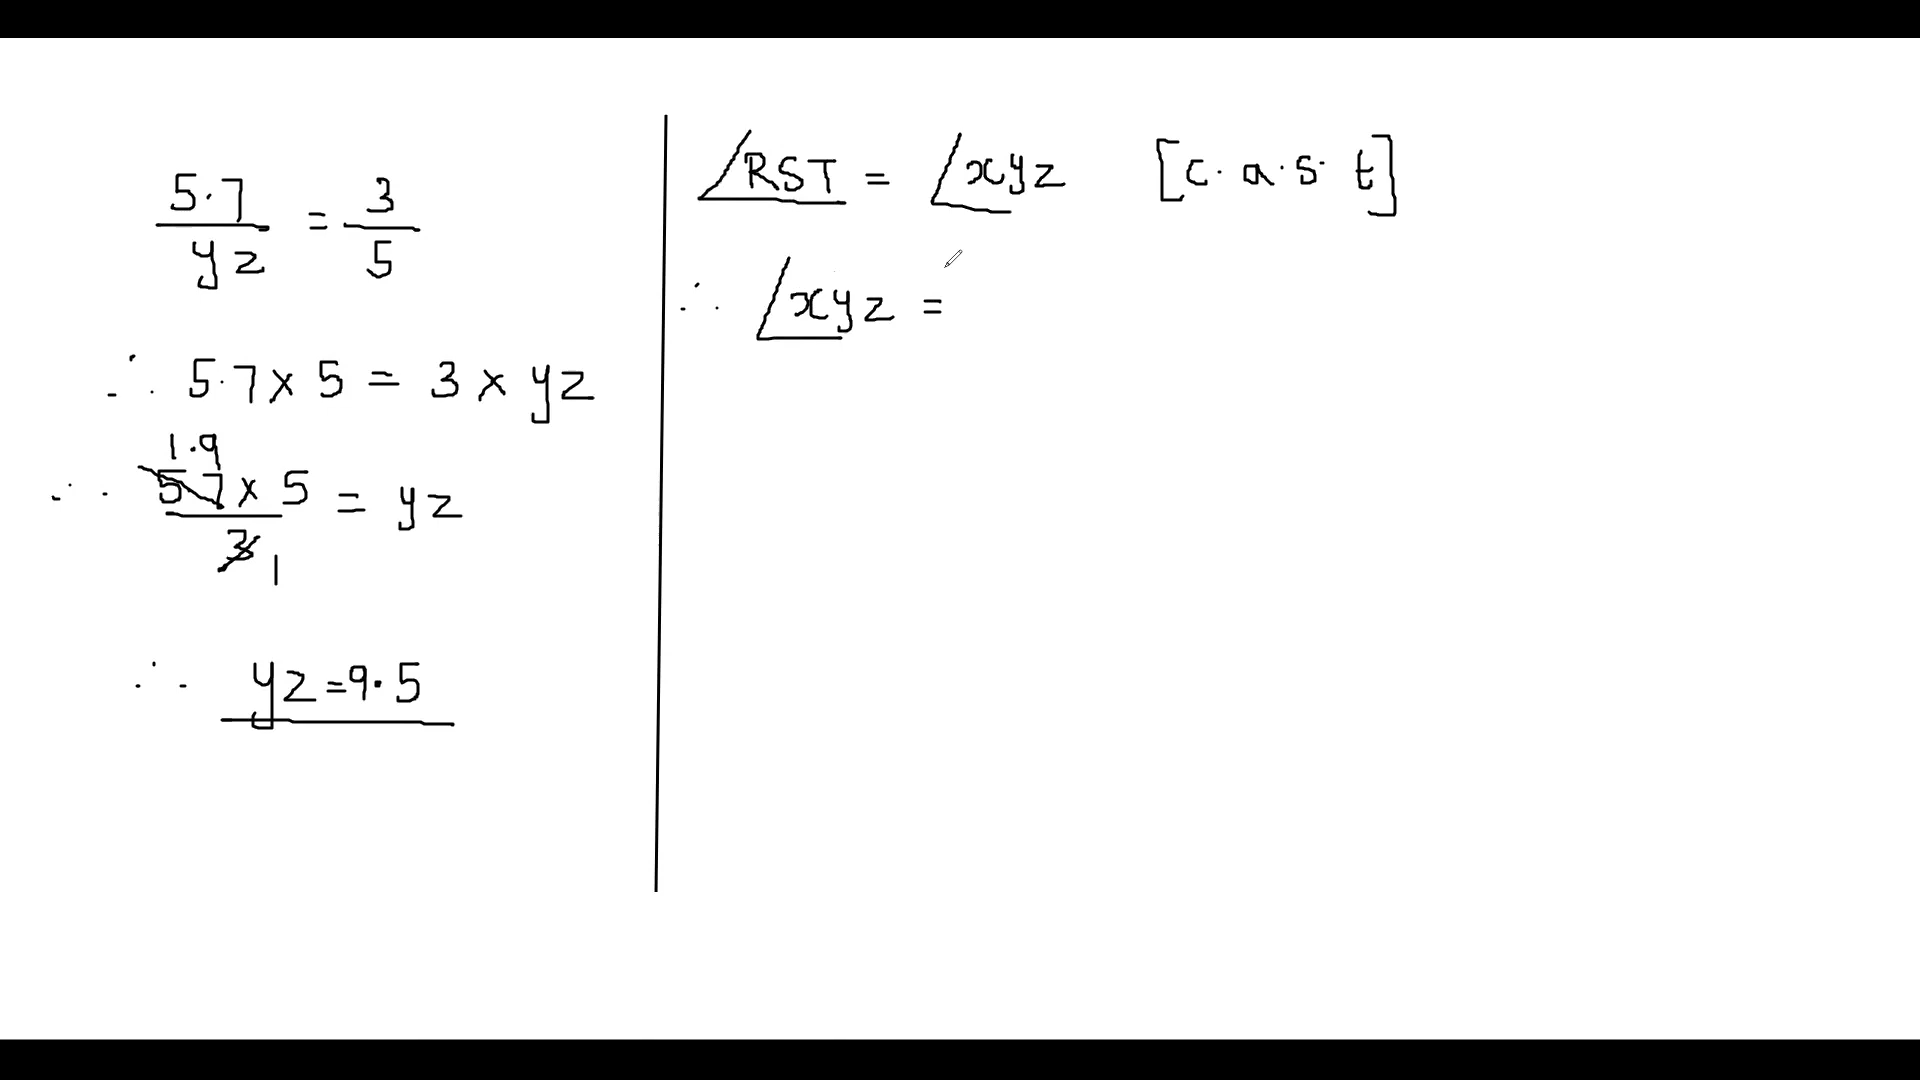 5.7/yz = 3/5
∴ 5.7 x 5 = 3 x yz
1.9
∴ 5.7 x 5 / 3 = yz
1
∴ yz = 9.5
∠RST = ∠xyz [c.a.s.t]
∴ ∠xyz =